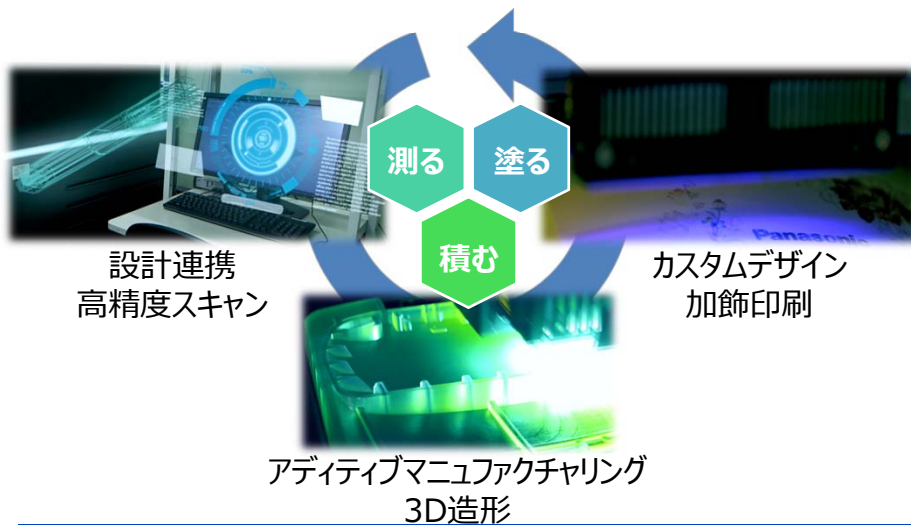 測る
塗る
積む
Panasonic
設計連携
高精度スキャン
カスタムデザイン
加飾印刷
アディティブマニュファクチャリング
3D造形